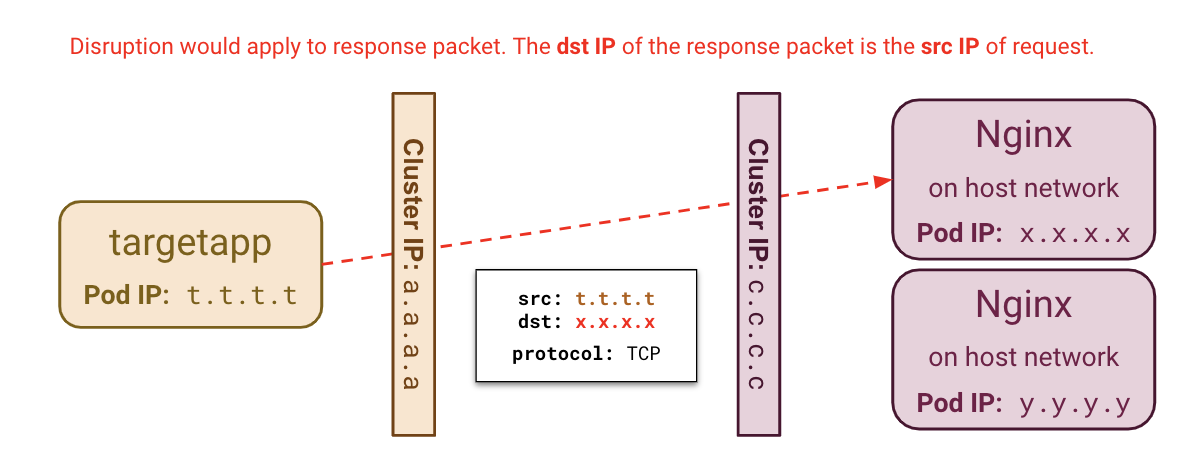 Disruption would apply to response packet. The dst IP of the response packet is the src IP of request.
targetapp
Pod IP: t.t.t.t
Cluster IP: a.a.a.a
src: t.t.t.t
dst: x.x.x.x
protocol: TCP
Cluster IP: c.c.c.c
Nginx
on host network
Pod IP: x.x.x.x
Nginx
on host network
Pod IP: y.y.y.y